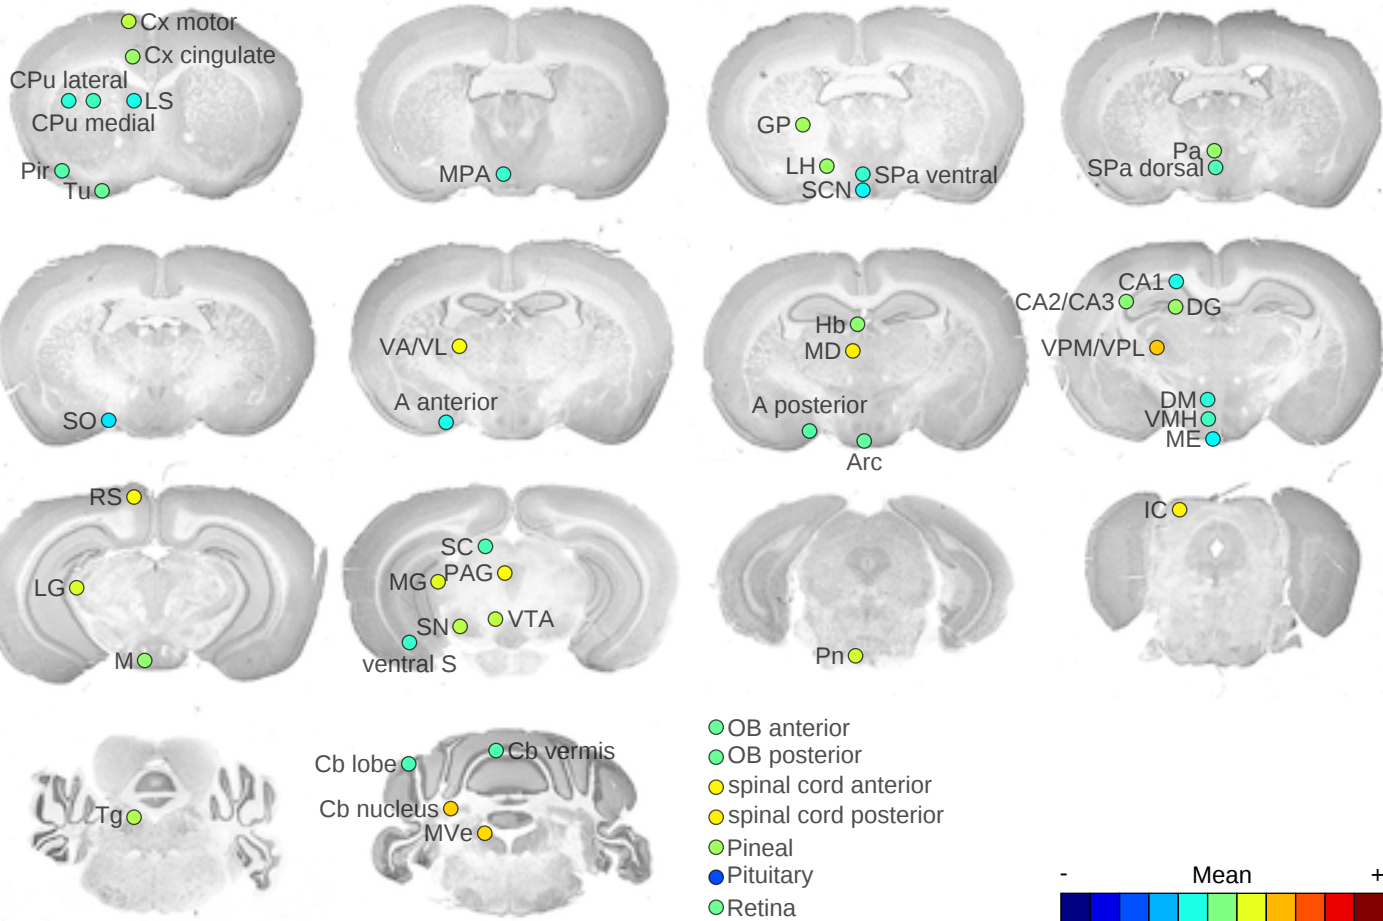 Cx motor
Cx cingulate
CPu lateral
LS
CPu medial
Pir
Tu
MPA
GP
LH
SPa ventral
SCN
Pa
SPa dorsal
SO
VA/VL
A anterior
Hb
MD
A posterior
Arc
CA1
CA2/CA3
DG
VPM/VPL
DM
VMH
ME
RS
LG
M
SC
MG
PAG
SN
VTA
ventral S
Pn
IC
Tg
Cb lobe
Cb vermis
Cb nucleus
MVe
OB anterior
OB posterior
spinal cord anterior
spinal cord posterior
Pineal
Pituitary
Retina
- Mean +